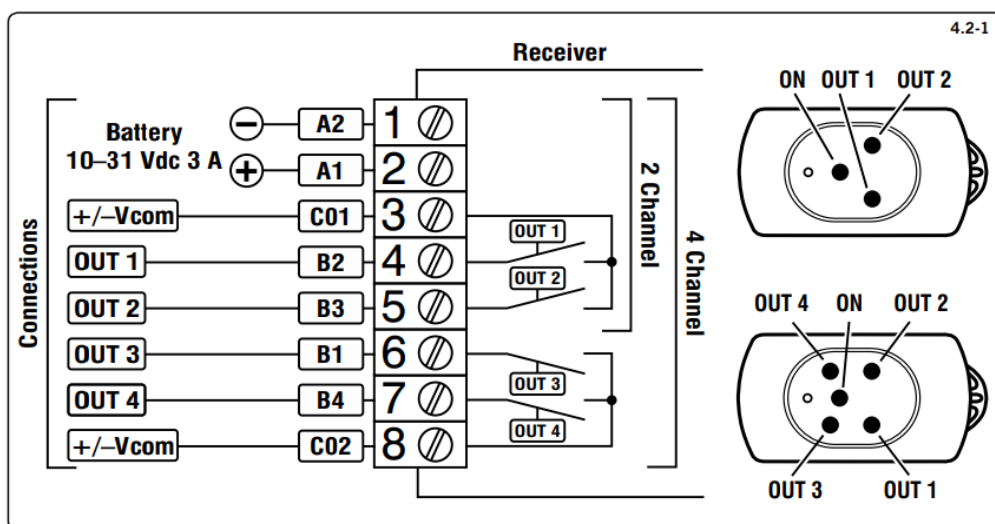 4.2-1
Receiver
Connections
Battery
10–31 Vdc 3 A
− A2 1
+ A1 2
+/–Vcom C01 3
OUT 1 B2 4 OUT 1
OUT 2 B3 5 OUT 2
OUT 3 B1 6 OUT 3
OUT 4 B4 7 OUT 4
+/–Vcom C02 8
2 Channel
4 Channel
ON OUT 1 OUT 2
OUT 4 ON OUT 2
OUT 3 OUT 1